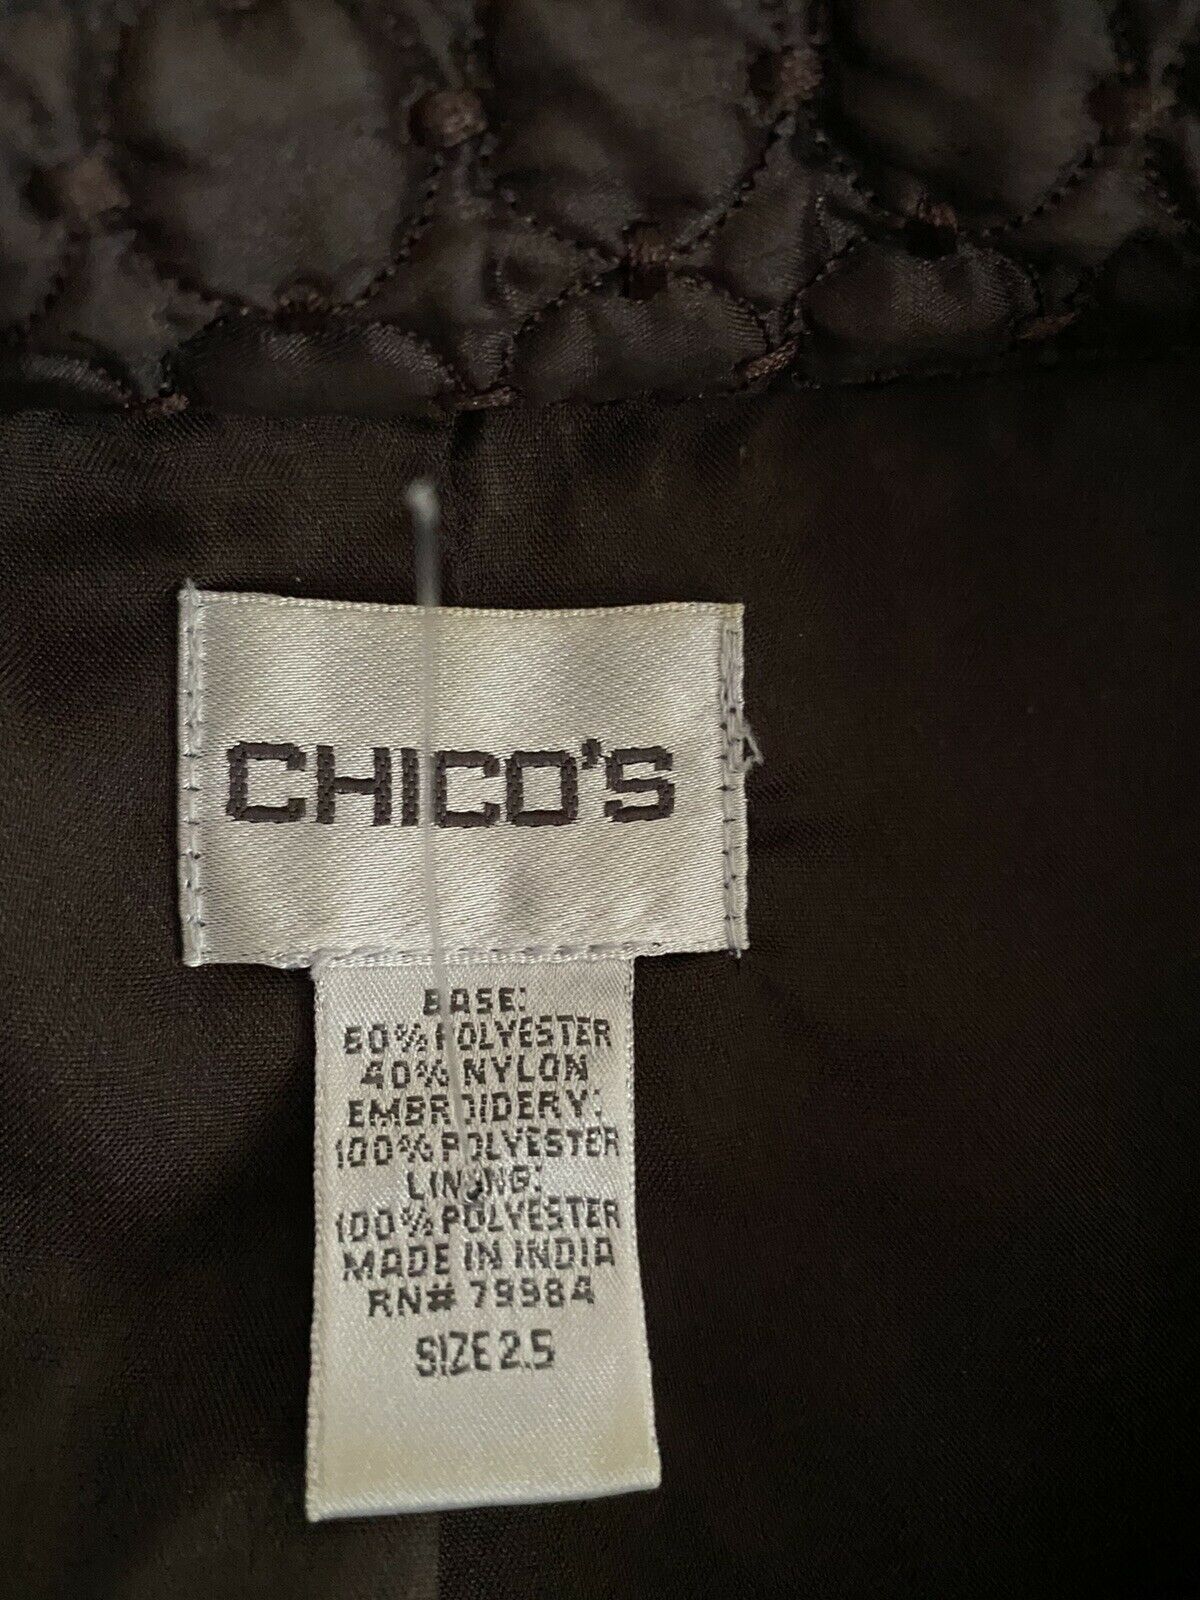 CHICO'S
BASE:
60% POLYESTER
40% NYLON
EMBROIDERY:
100% POLYESTER
LINING:
100% POLYESTER
MADE IN INDIA
RN# 79984
SIZE 2.5